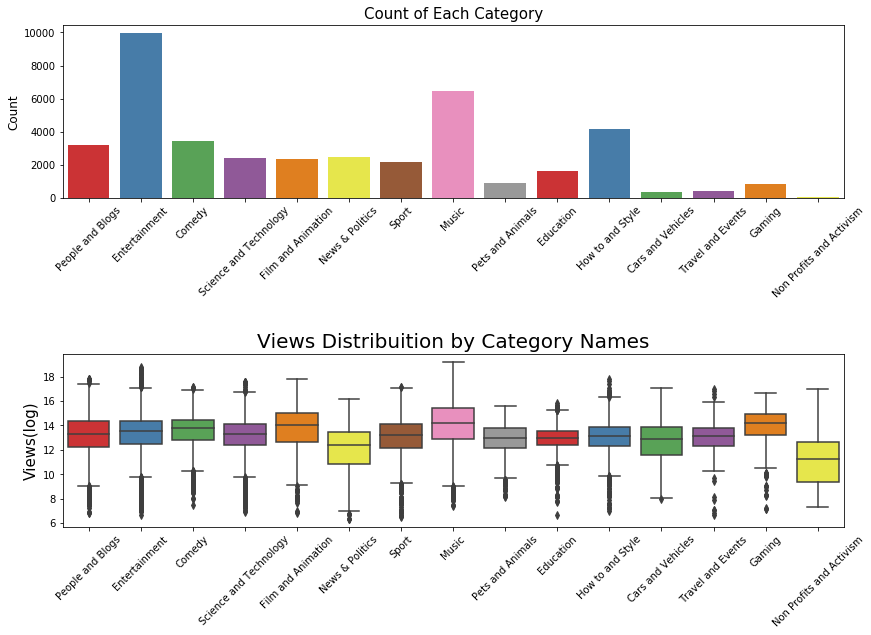 Count of Each Category
Count
10000
8000
6000
4000
2000
0
People and Blogs
Entertainment
Comedy
Science and Technology
Film and Animation
News & Politics
Sport
Music
Pets and Animals
Education
How to and Style
Cars and Vehicles
Travel and Events
Gaming
Non Profits and Activism
Views Distribuition by Category Names
Views(log)
18
16
14
12
10
8
6
People and Blogs
Entertainment
Comedy
Science and Technology
Film and Animation
News & Politics
Sport
Music
Pets and Animals
Education
How to and Style
Cars and Vehicles
Travel and Events
Gaming
Non Profits and Activism